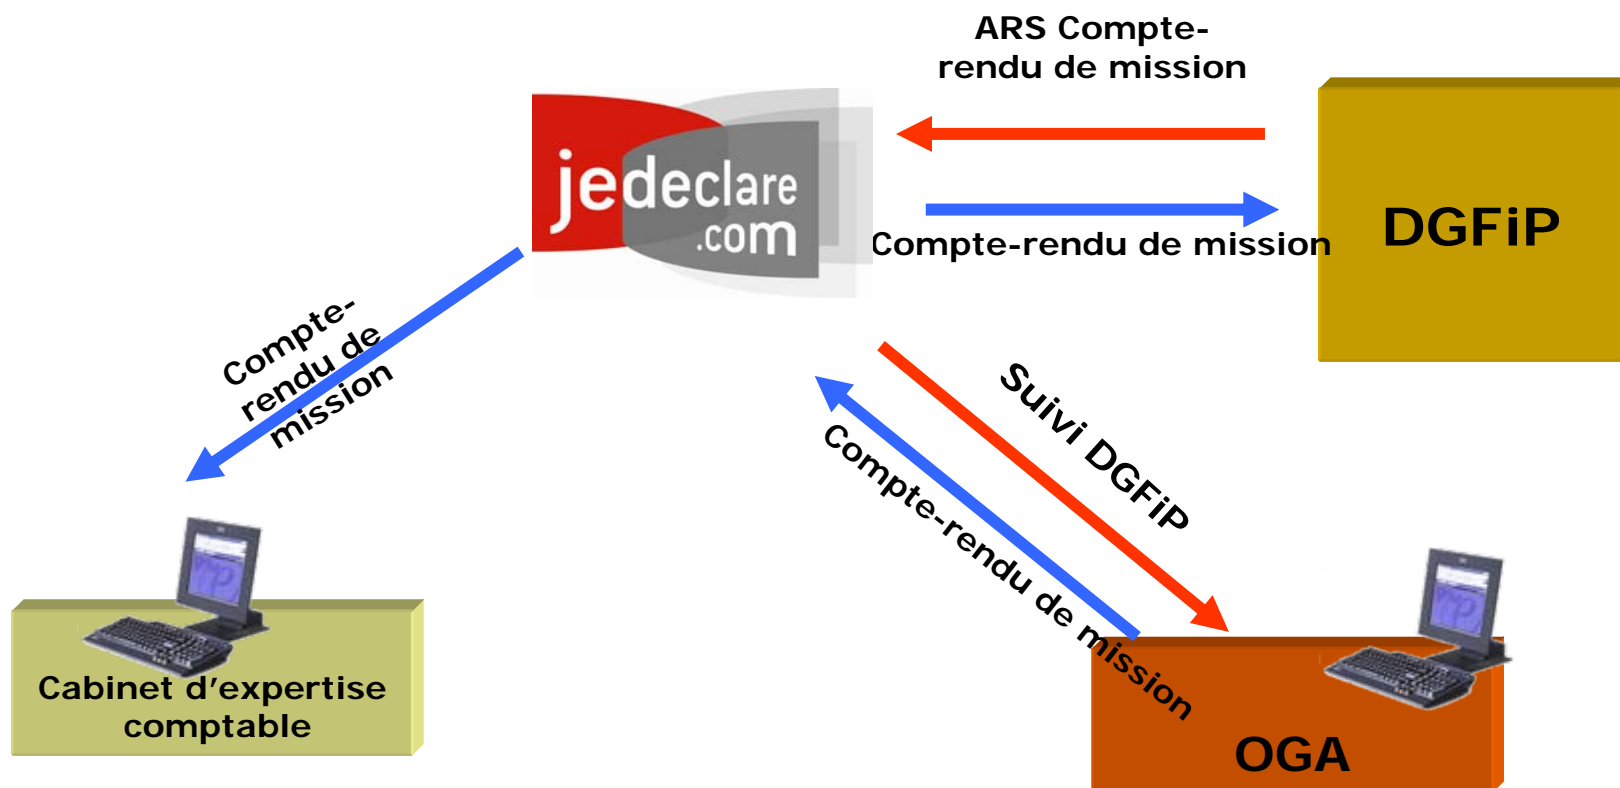 ARS Compte-
rendu de mission
jedeclare
.com
DGFiP
Compte-rendu de mission
Compte-
rendu de
mission
Suivi DGFiP
Compte-rendu de mission
Cabinet d’expertise
comptable
OGA